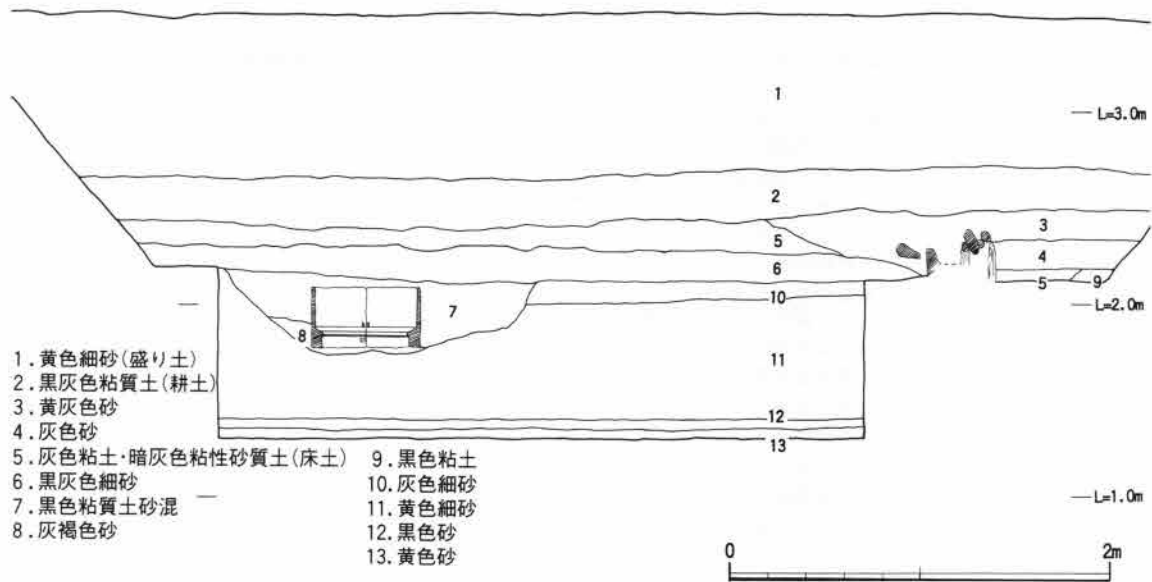 1
L=3.0m
2
3
5
4
6
5
9
10
L=2.0m
7
8
11
12
13
L=1.0m
1.黄色細砂(盛り土)
2.黒灰色粘質土(耕土)
3.黄灰色砂
4.灰色砂
5.灰色粘土・暗灰色粘性砂質土(床土)
6.黒灰色細砂
7.黒色粘質土砂混
8.灰褐色砂
9.黒色粘土
10.灰色細砂
11.黄色細砂
12.黒色砂
13.黄色砂
0 2m